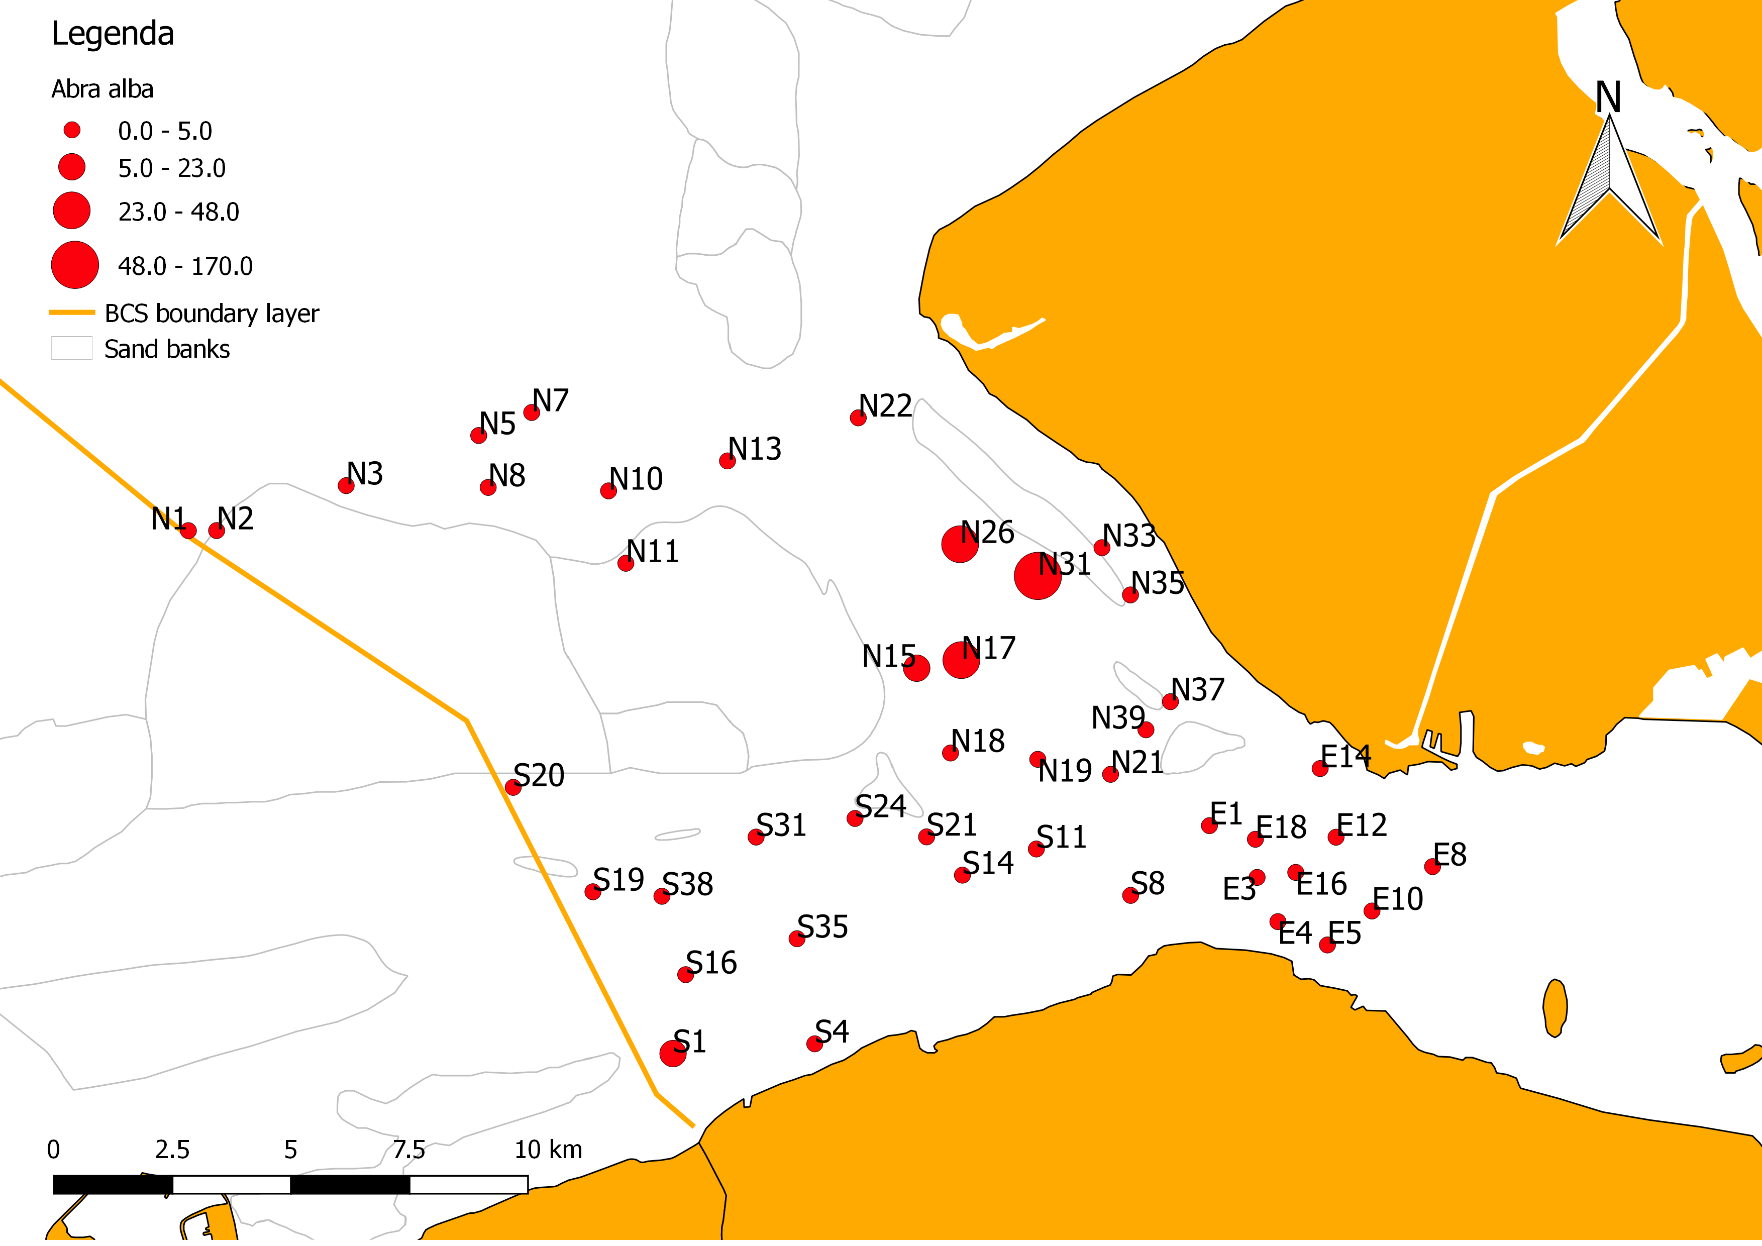 Legenda
Abra alba
0.0 - 5.0
5.0 - 23.0
23.0 - 48.0
48.0 - 170.0
BCS boundary layer
Sand banks
N
N7
N5
N22
N13
N3
N8
N10
N1
N2
N26
N33
N11
N31
N35
N15
N17
N37
N39
N18
N19
N21
E14
S20
S31
S24
S21
S11
E1
E18
E12
S14
E8
S19
S38
S8
E3
E16
E10
S35
E4
E5
S16
S1
S4
0 2.5 5 7.5 10 km